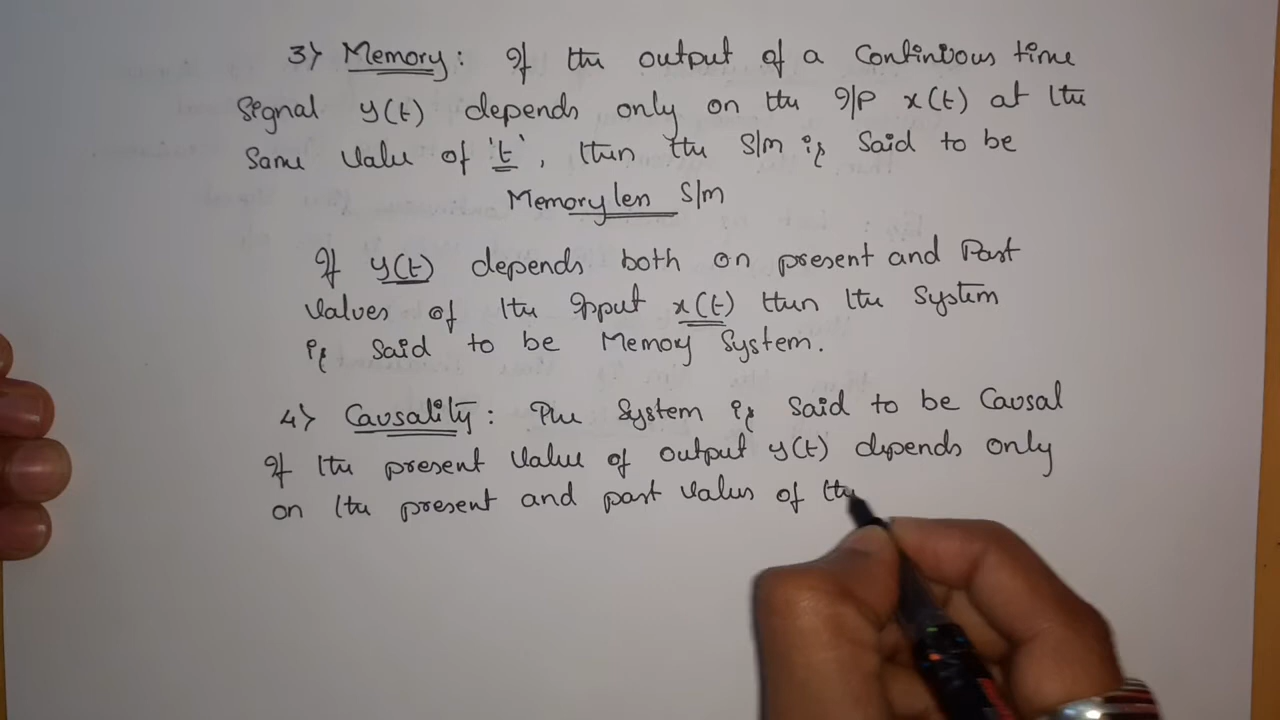 3) Memory: If the output of a Continuous time
Signal y(t) depends only on the I/P x(t) at the
Same value of 't', then the S/m is Said to be
Memoryless S/m
If y(t) depends both on present and Past
values of the Input x(t) then the System
is Said to be Memory System.
4) Causality: The System is Said to be Causal
If the present value of output y(t) depends only
on the present and past values of the